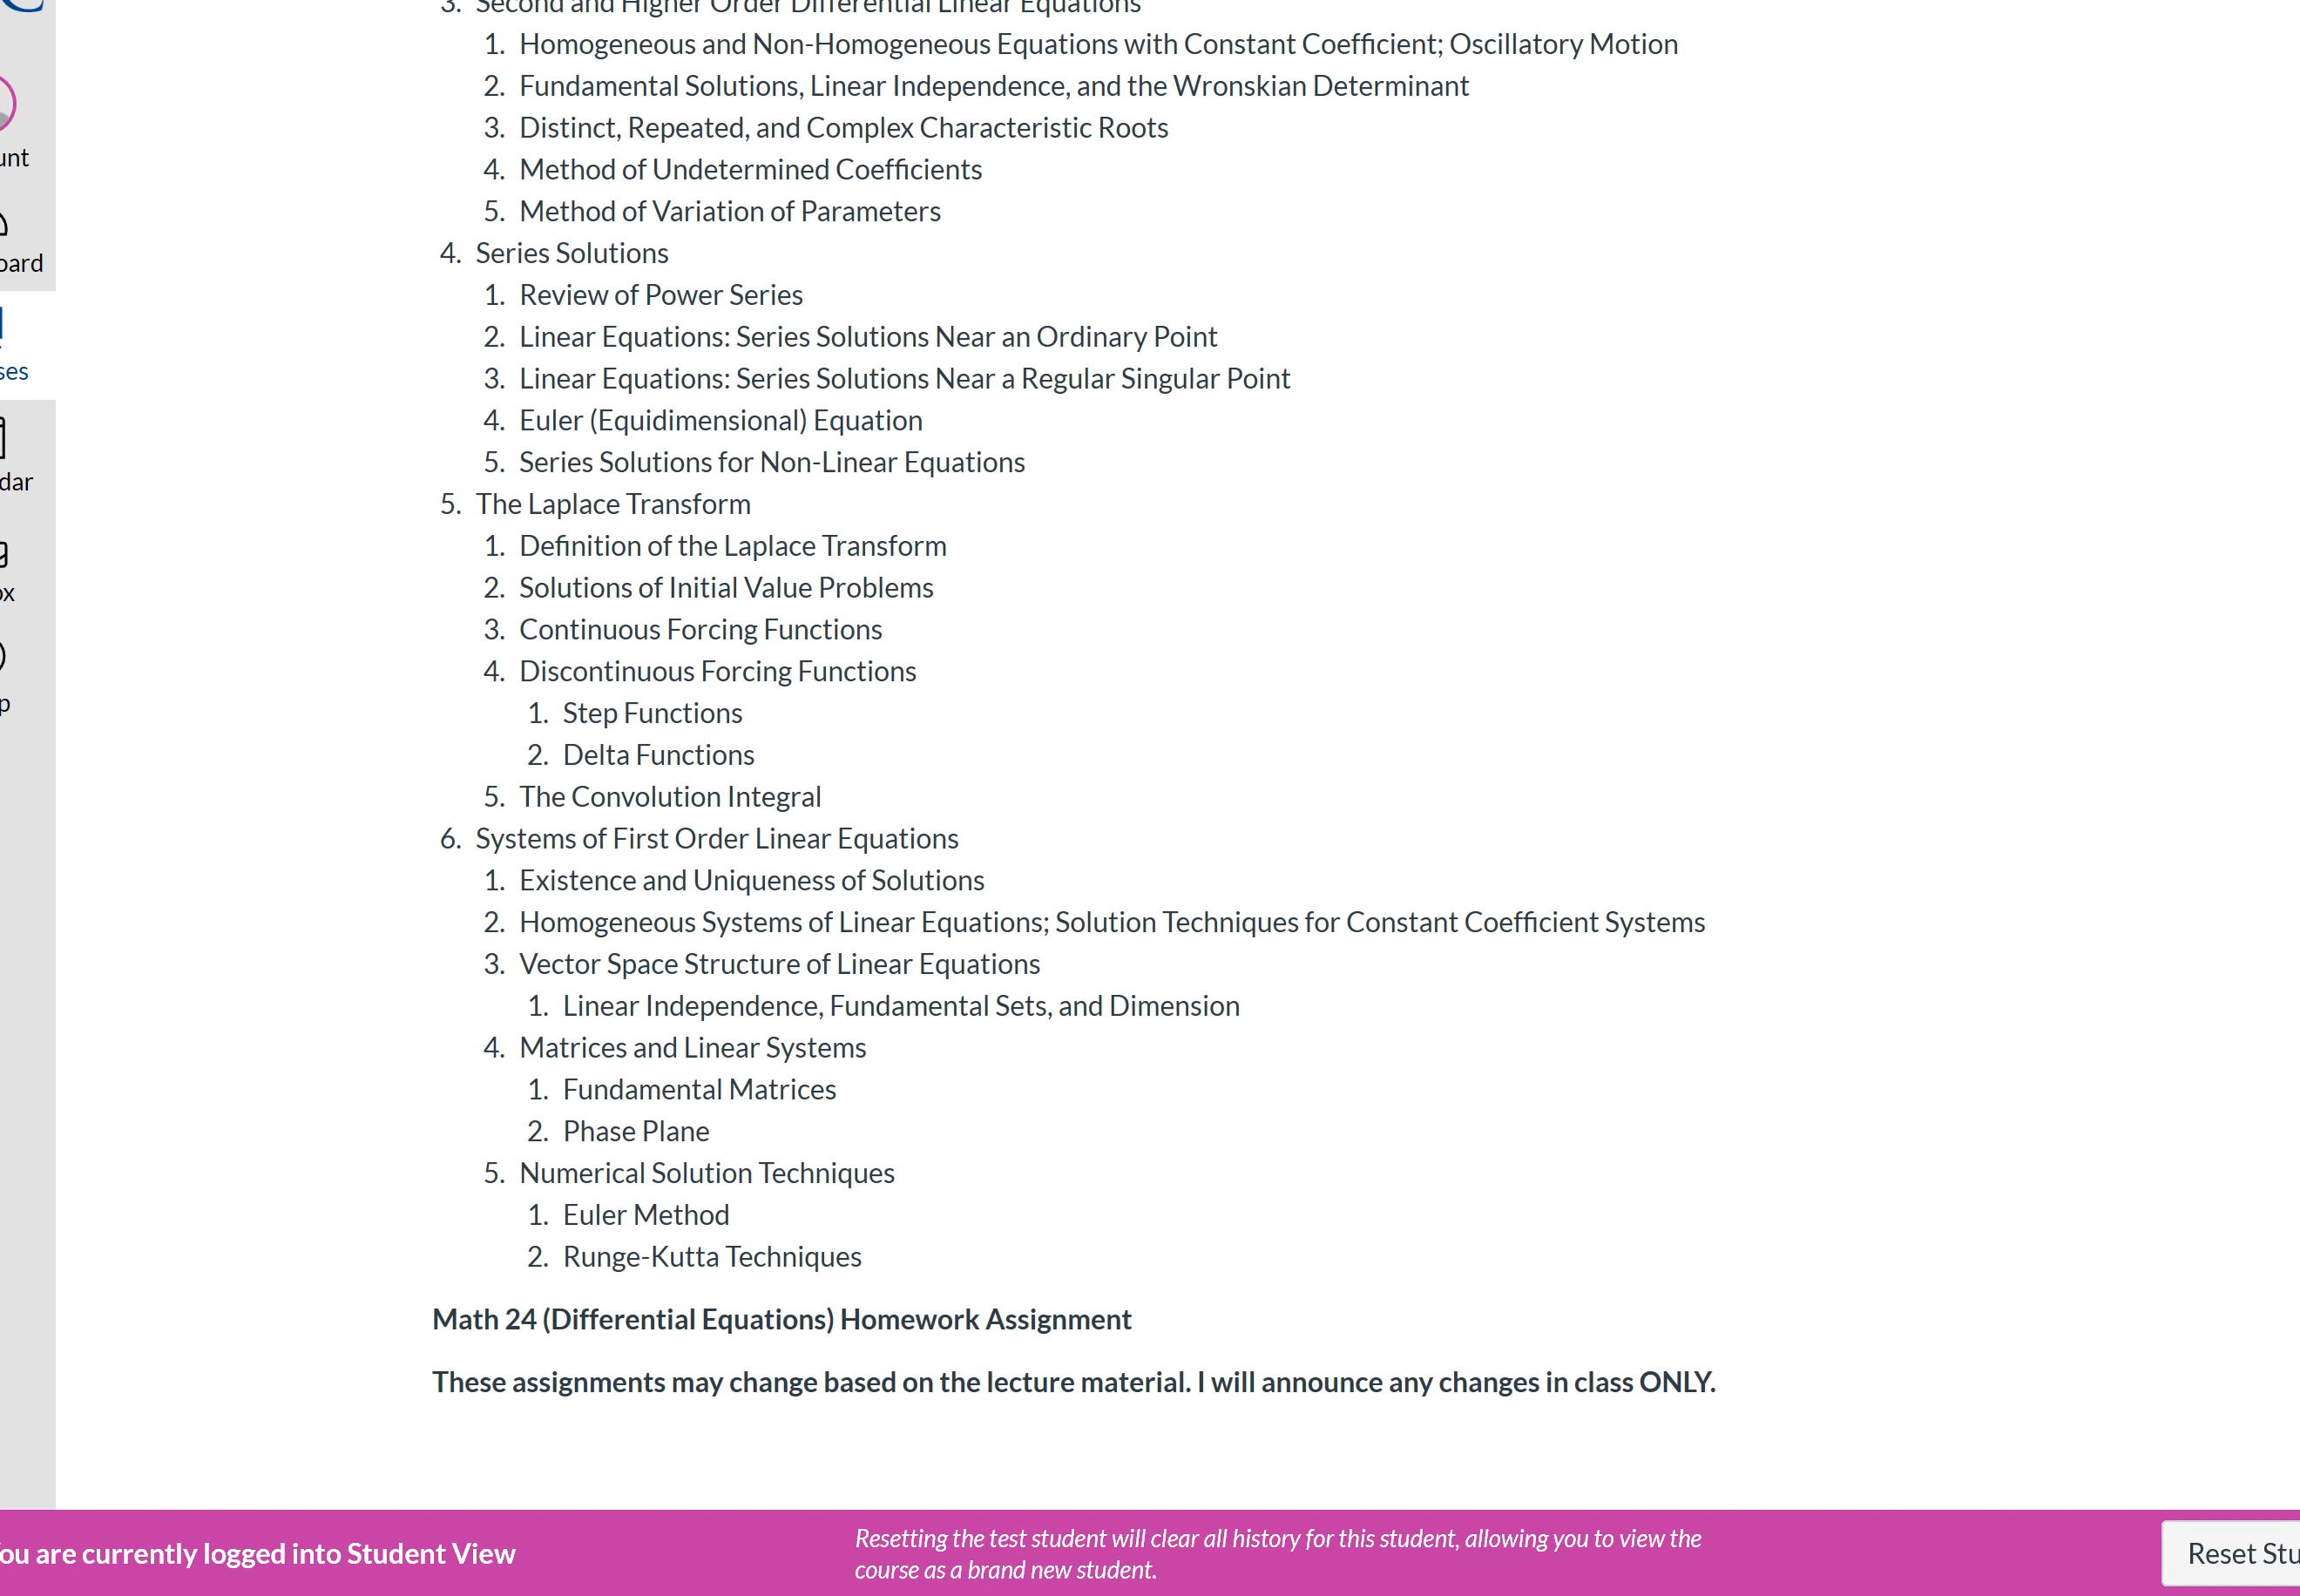 3. Second and Higher Order Differential Linear Equations
1. Homogeneous and Non-Homogeneous Equations with Constant Coefficient; Oscillatory Motion
2. Fundamental Solutions, Linear Independence, and the Wronskian Determinant
3. Distinct, Repeated, and Complex Characteristic Roots
4. Method of Undetermined Coefficients
5. Method of Variation of Parameters
4. Series Solutions
1. Review of Power Series
2. Linear Equations: Series Solutions Near an Ordinary Point
3. Linear Equations: Series Solutions Near a Regular Singular Point
4. Euler (Equidimensional) Equation
5. Series Solutions for Non-Linear Equations
5. The Laplace Transform
1. Definition of the Laplace Transform
2. Solutions of Initial Value Problems
3. Continuous Forcing Functions
4. Discontinuous Forcing Functions
1. Step Functions
2. Delta Functions
5. The Convolution Integral
6. Systems of First Order Linear Equations
1. Existence and Uniqueness of Solutions
2. Homogeneous Systems of Linear Equations; Solution Techniques for Constant Coefficient Systems
3. Vector Space Structure of Linear Equations
1. Linear Independence, Fundamental Sets, and Dimension
4. Matrices and Linear Systems
1. Fundamental Matrices
2. Phase Plane
5. Numerical Solution Techniques
1. Euler Method
2. Runge-Kutta Techniques
Math 24 (Differential Equations) Homework Assignment
These assignments may change based on the lecture material. I will announce any changes in class ONLY.
unt
oard
ses
dar
ox
p
ou are currently logged into Student View
Resetting the test student will clear all history for this student, allowing you to view the
course as a brand new student.
Reset Stu